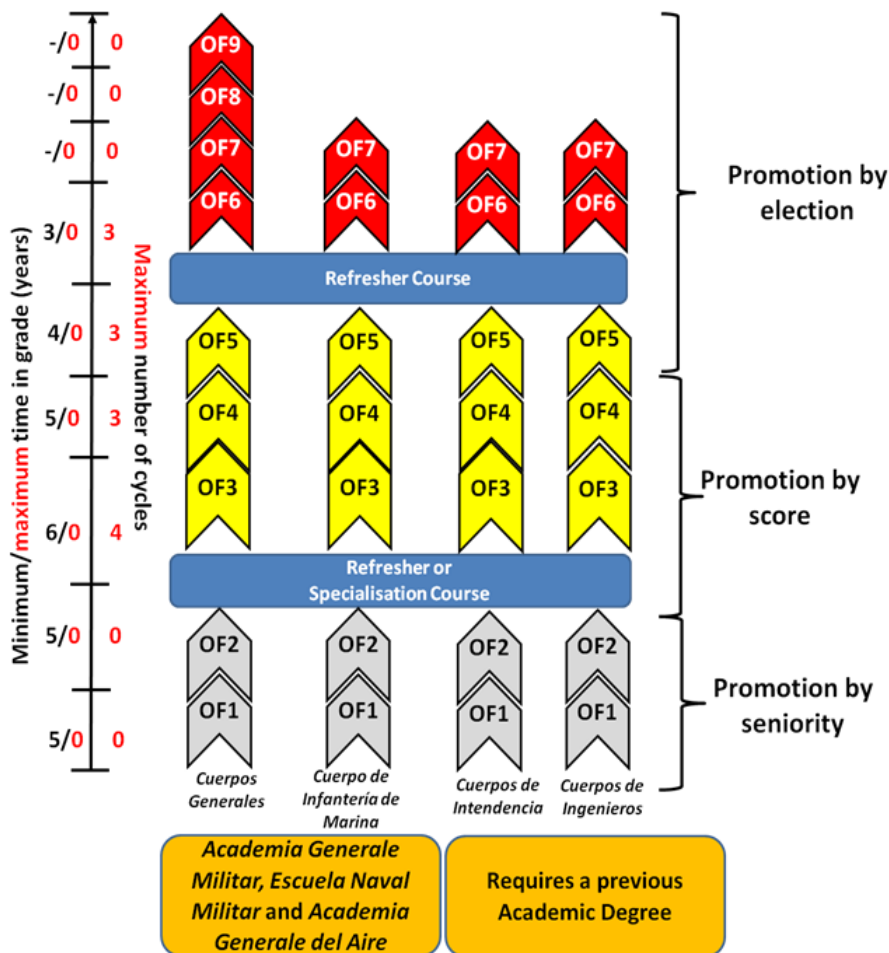 -/0 0
-/0 0
-/0 0
3/0 3
4/0 3
5/0 3
6/0 4
5/0 0
5/0 0
Minimum/maximum time in grade (years)
Maximum number of cycles
OF9
OF8
OF7 OF7 OF7 OF7
OF6 OF6 OF6 OF6
Refresher Course
OF5 OF5 OF5 OF5
OF4 OF4 OF4 OF4
OF3 OF3 OF3 OF3
Refresher or
Specialisation Course
OF2 OF2 OF2 OF2
OF1 OF1 OF1 OF1
Promotion by
election
Promotion by
score
Promotion by
seniority
Cuerpos
Generales
Cuerpo de
Infantería de
Marina
Cuerpos de
Intendencia
Cuerpos de
Ingenieros
Academia Generale
Militar, Escuela Naval
Militar and Academia
Generale del Aire
Requires a previous
Academic Degree